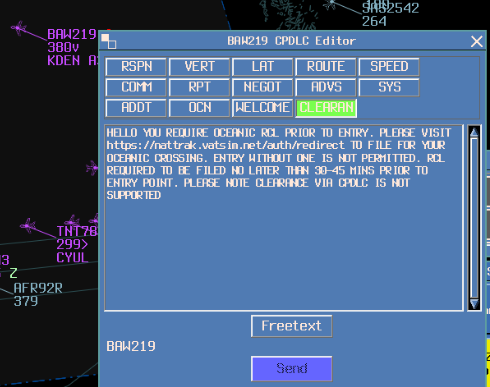 SAS2542
264
BAW219
380v
KDEN
BAW219 CPDLC Editor
RSPN VERT LAT ROUTE SPEED
COMM RPT NEGOT ADVS SYS
ADDT OCN WELCOME CLEARAN
HELLO YOU REQUIRE OCEANIC RCL PRIOR TO ENTRY. PLEASE VISIT
https://nattrak.vatsim.net/auth/redirect TO FILE FOR YOUR
OCEANIC CROSSING. ENTRY WITHOUT ONE IS NOT PERMITTED. RCL
REQUIRED TO BE FILED NO LATER THAN 30-45 MINS PRIOR TO
ENTRY POINT. PLEASE NOTE CLEARANCE VIA CPDLC IS NOT
SUPPORTED
TNT78
299>
CYUL
Z
AFR92R
379
Freetext
BAW219
Send